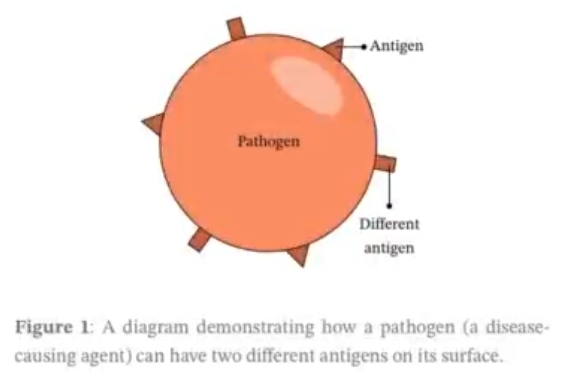 Antigen
Pathogen
Different
antigen
Figure 1: A diagram demonstrating how a pathogen (a disease-
causing agent) can have two different antigens on its surface.